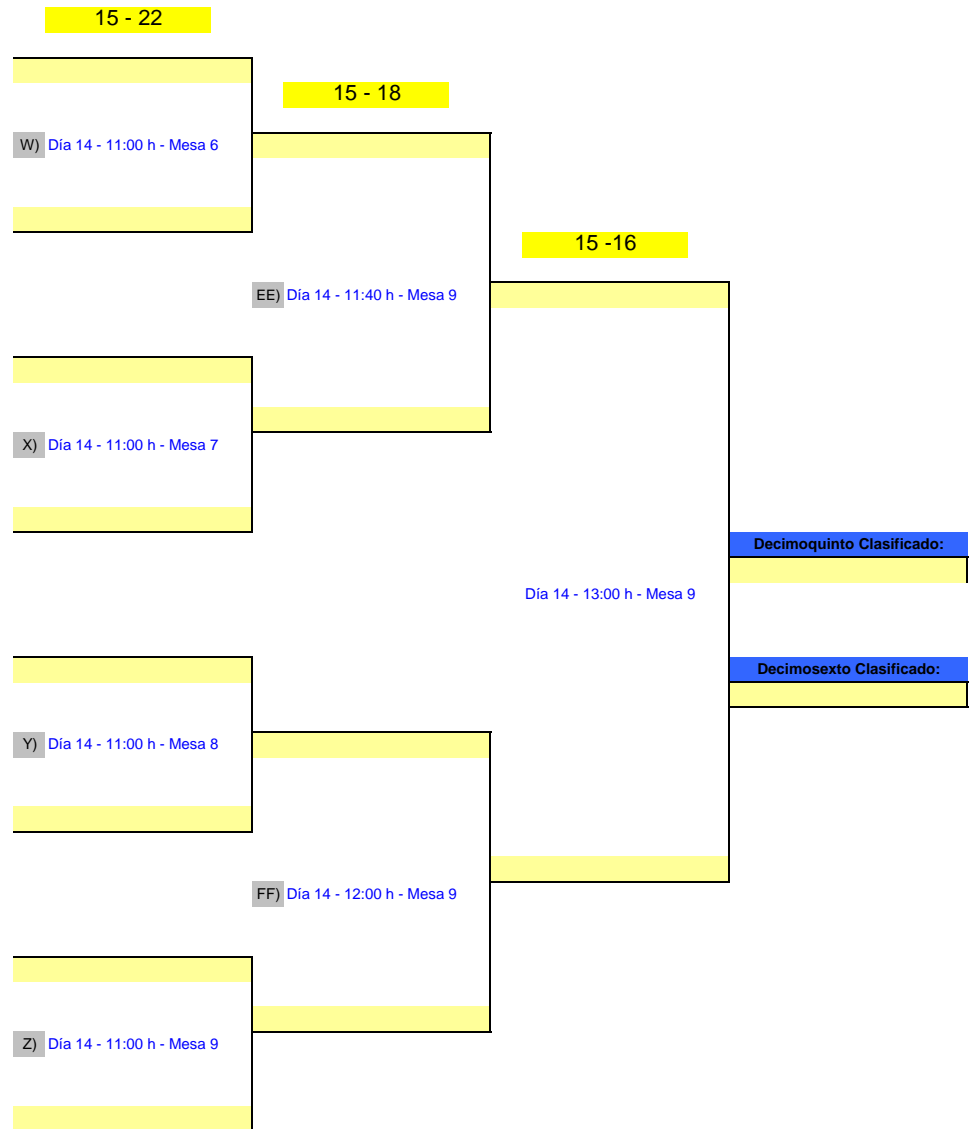 15 - 22
15 - 18
W) Día 14 - 11:00 h - Mesa 6
15 -16
EE) Día 14 - 11:40 h - Mesa 9
X) Día 14 - 11:00 h - Mesa 7
Decimoquinto Clasificado:
Día 14 - 13:00 h - Mesa 9
Decimosexto Clasificado:
Y) Día 14 - 11:00 h - Mesa 8
FF) Día 14 - 12:00 h - Mesa 9
Z) Día 14 - 11:00 h - Mesa 9